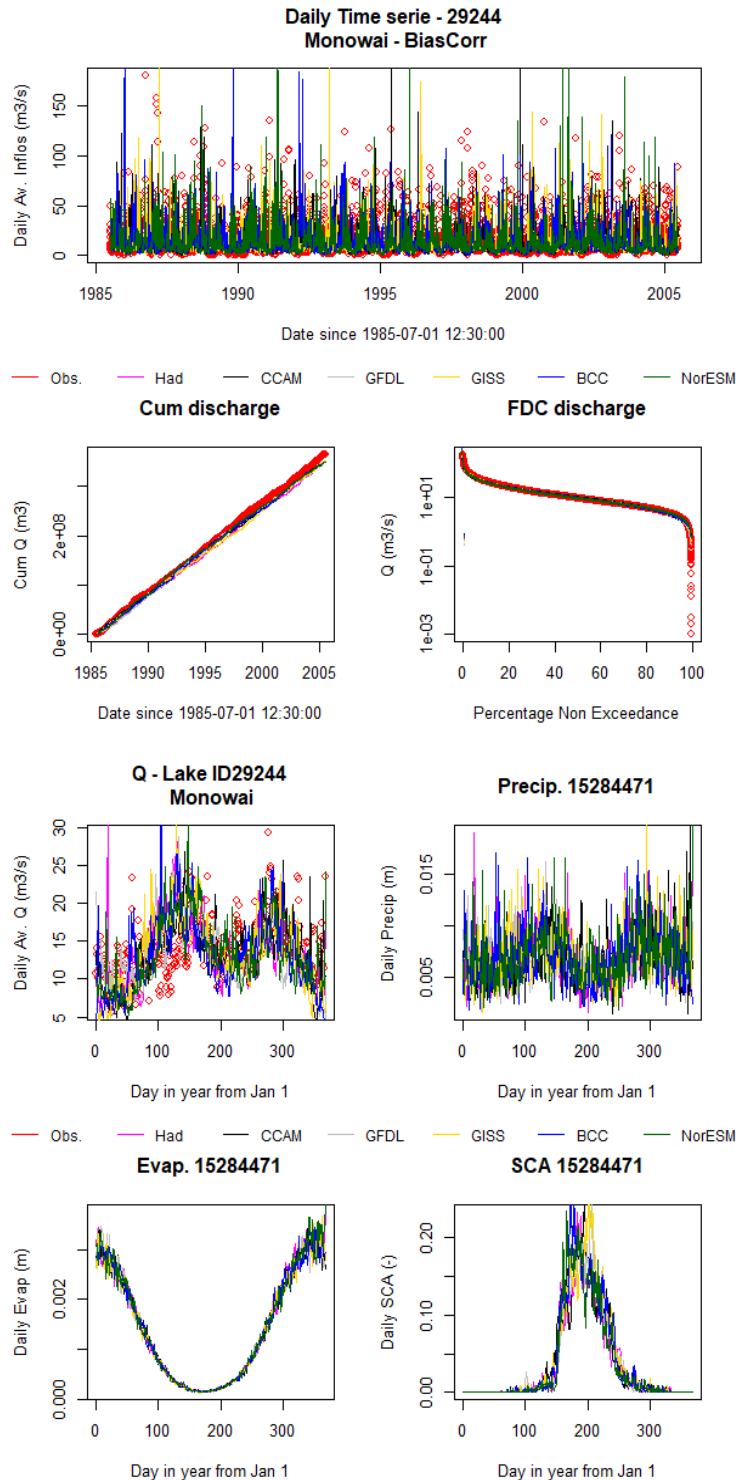 Daily Time serie - 29244
Monowai - BiasCorr
Daily Av. Inflos (m3/s)
150
100
50
0
1985 1990 1995 2000 2005
Date since 1985-07-01 12:30:00
Obs. Had CCAM GFDL GISS BCC NorESM
Cum discharge
Cum Q (m3)
2e+08
0e+00
1985 1990 1995 2000 2005
Date since 1985-07-01 12:30:00
FDC discharge
Q (m3/s)
1e+01
1e-01
1e-03
0 20 40 60 80 100
Percentage Non Exceedance
Q - Lake ID29244
Monowai
Daily Av. Q (m3/s)
30
25
20
15
10
5
0 100 200 300
Day in year from Jan 1
Precip. 15284471
Daily Precip (m)
0.015
0.005
0 100 200 300
Day in year from Jan 1
Obs. Had CCAM GFDL GISS BCC NorESM
Evap. 15284471
Daily Evap (m)
0.002
0.000
0 100 200 300
Day in year from Jan 1
SCA 15284471
Daily SCA (-)
0.20
0.10
0.00
0 100 200 300
Day in year from Jan 1